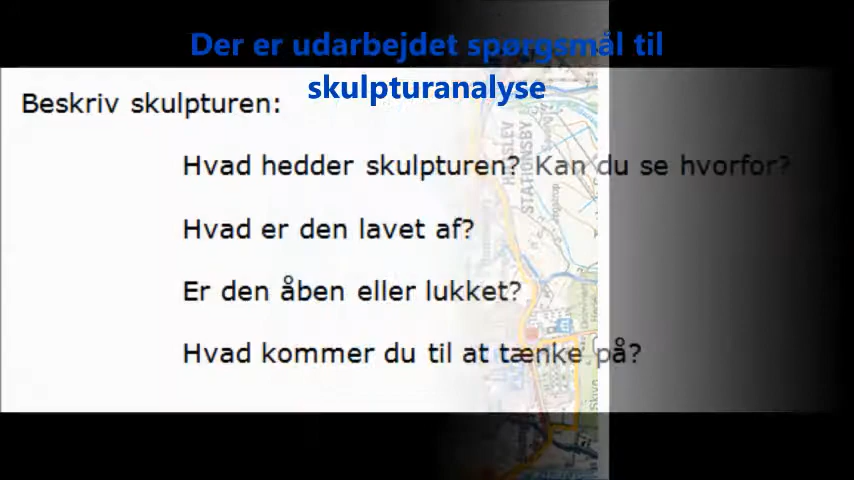 Der er udarbejdet spørgsmål til
skulpturanalyse
Beskriv skulpturen:
Hvad hedder skulpturen? Kan du se hvorfor?
Hvad er den lavet af?
Er den åben eller lukket?
Hvad kommer du til at tænke på?
STATIONSBY